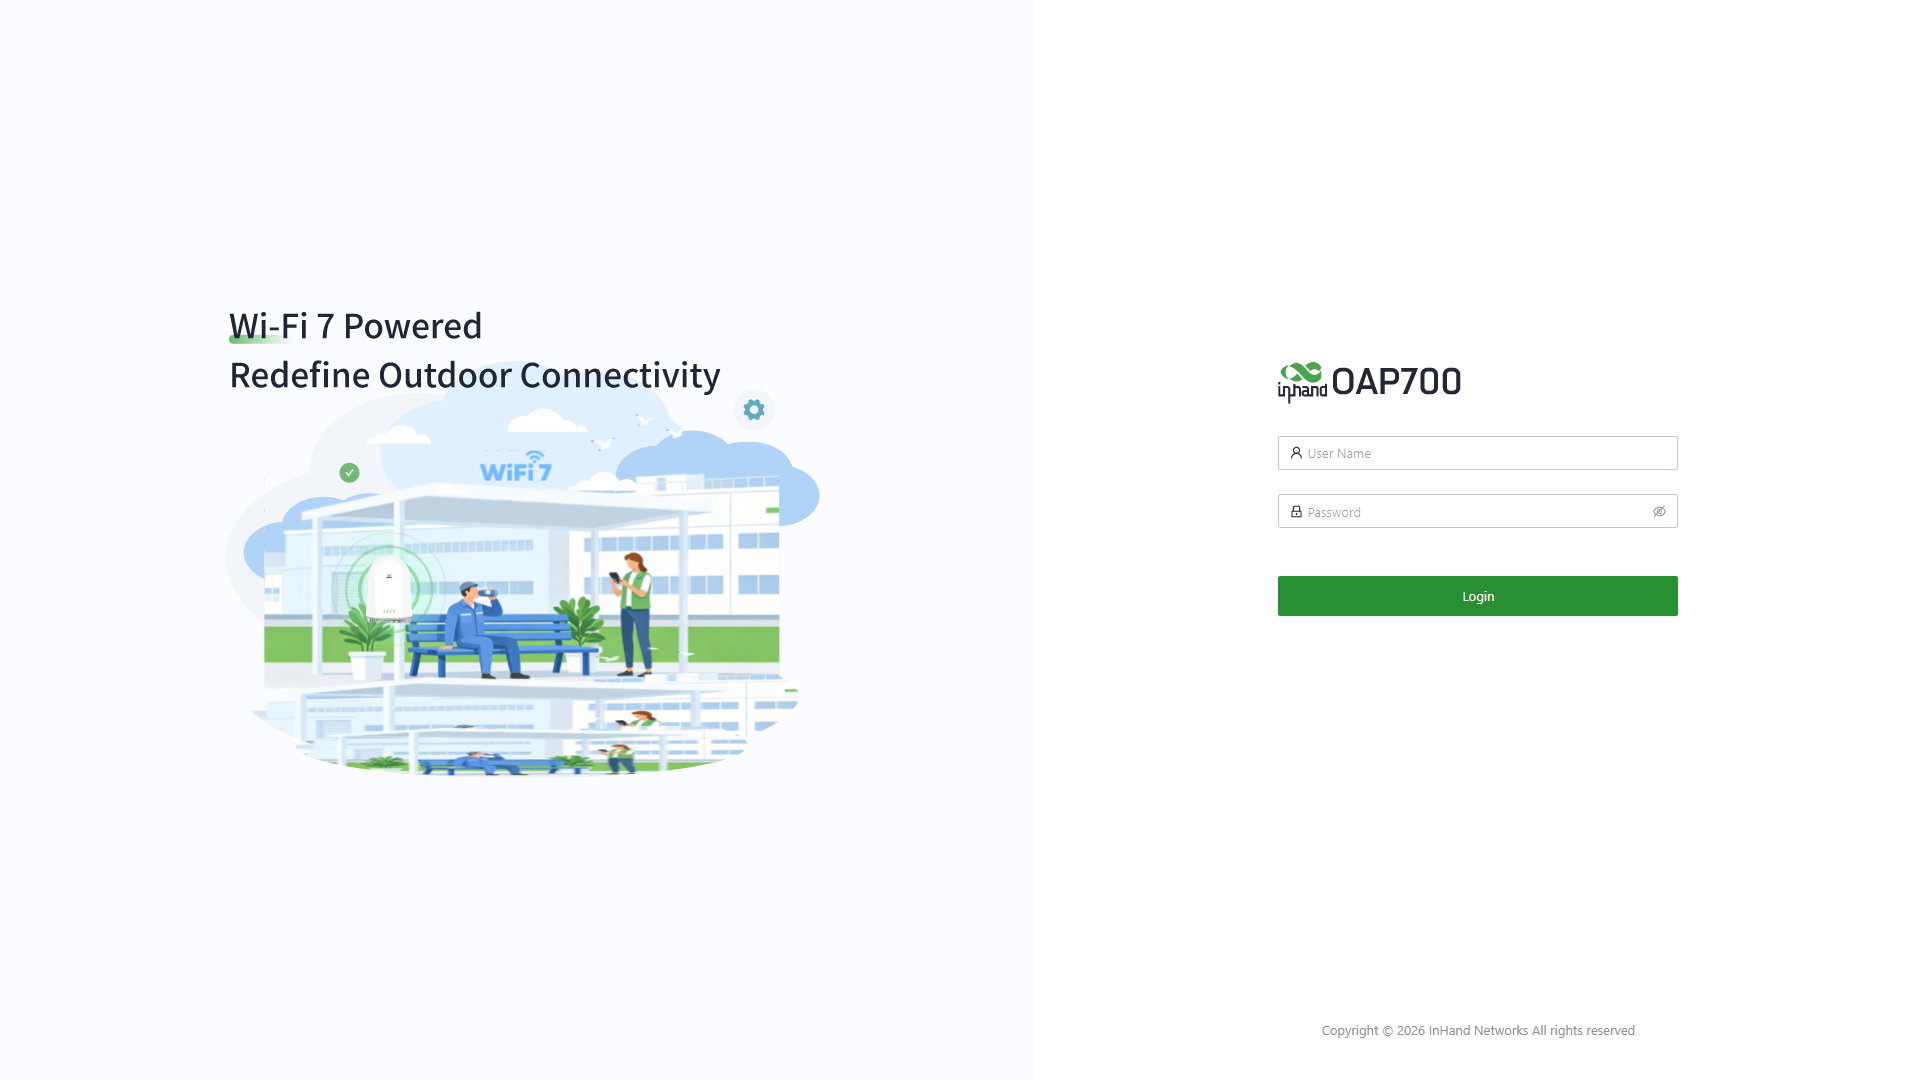 Wi-Fi 7 Powered
Redefine Outdoor Connectivity
WiFi 7
inhand OAP700
User Name
Password
Login
Copyright © 2026 InHand Networks All rights reserved